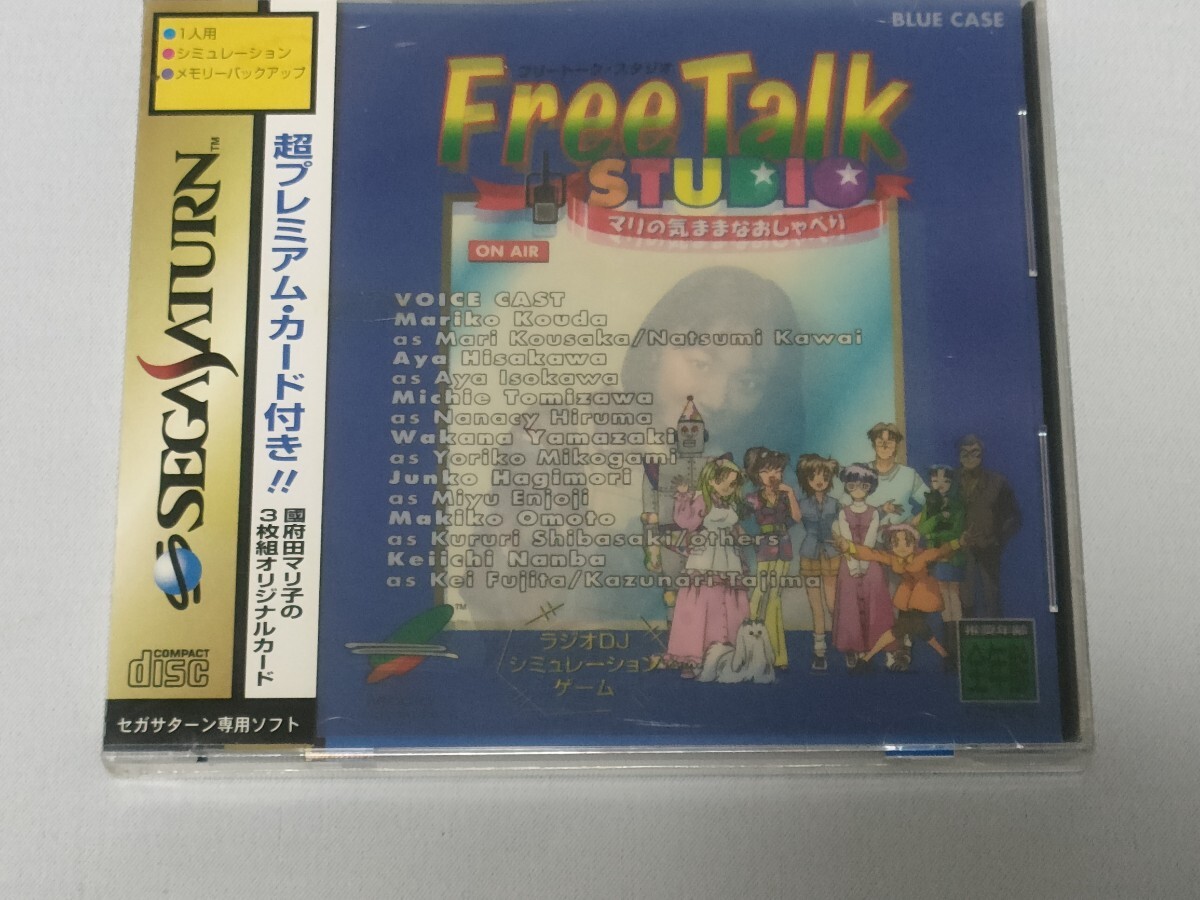 1人用
シミュレーション
メモリーバックアップ
SEGA SATURN™
COMPACT
disc
セガサターン専用ソフト
超プレミアム・カード付き!!
國府田マリ子の
3枚組オリジナルカード
BLUE CASE
フリートーク・スタジオ
Free Talk
STUDIO
マリの気ままなおしゃべり
ON AIR
VOICE CAST
Mariko Kouda
as Mari Kousaka/Natsumi Kawai
Aya Hisakawa
as Aya Isokawa
Michie Tomizawa
as Nanacy Hiruma
Wakana Yamazaki
as Yoriko Mikogami
Junko Hagimori
as Miyu Enjoji
Makiko Omoto
as Kururi Shibasaki/others
Keiichi Nanba
as Kei Fujita/Kazunari Tajima
TM
ラジオDJ
シミュレーション
ゲーム
推奨年齢